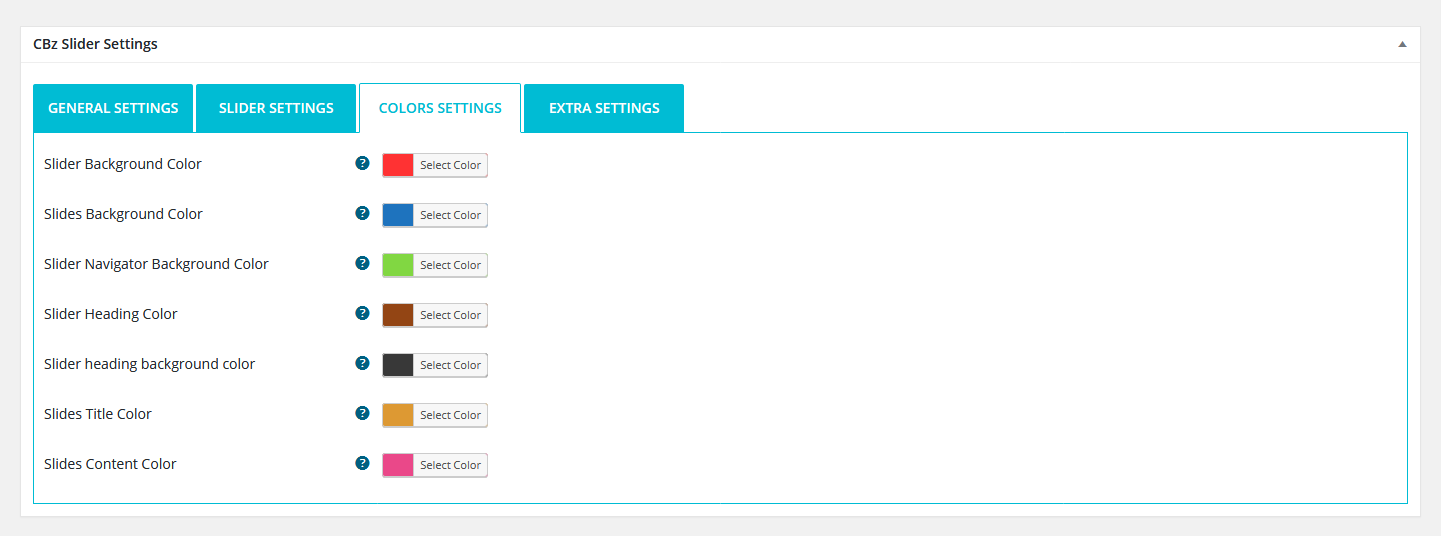 CBz Slider Settings
GENERAL SETTINGS SLIDER SETTINGS COLORS SETTINGS EXTRA SETTINGS
Slider Background Color ? Select Color
Slides Background Color ? Select Color
Slider Navigator Background Color ? Select Color
Slider Heading Color ? Select Color
Slider heading background color ? Select Color
Slides Title Color ? Select Color
Slides Content Color ? Select Color